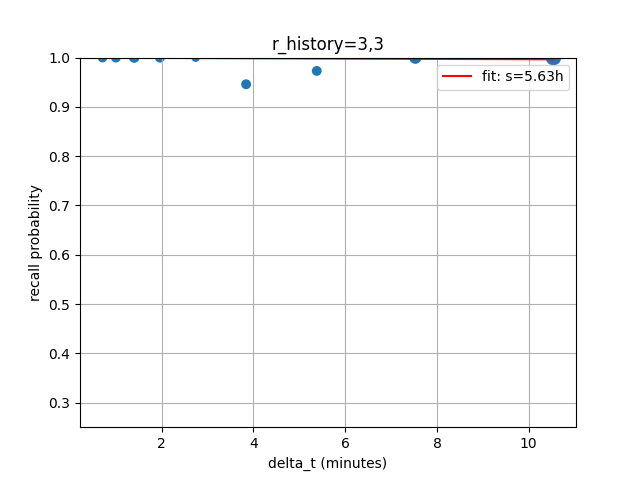 r_history=3,3
1.0
0.9
0.8
0.7
0.6
0.5
0.4
0.3
recall probability
fit: s=5.63h
2 4 6 8 10
delta_t (minutes)